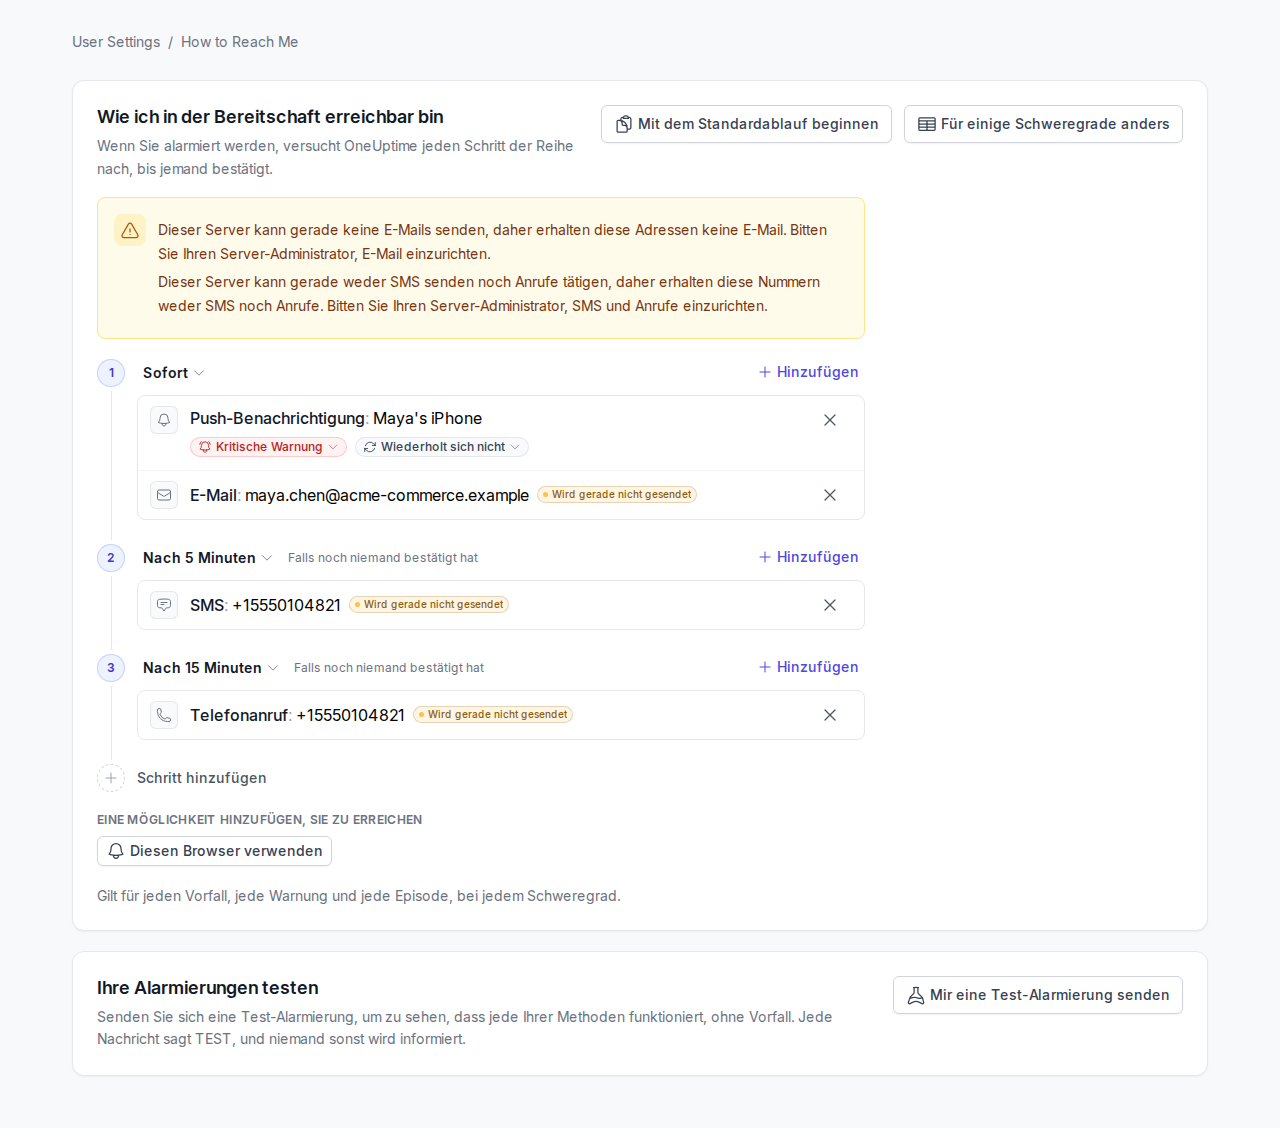 User Settings / How to Reach Me
Wie ich in der Bereitschaft erreichbar bin
Wenn Sie alarmiert werden, versucht OneUptime jeden Schritt der Reihe
nach, bis jemand bestätigt.
Mit dem Standardablauf beginnen
Für einige Schweregrade anders
Dieser Server kann gerade keine E-Mails senden, daher erhalten diese Adressen keine E-Mail. Bitten
Sie Ihren Server-Administrator, E-Mail einzurichten.
Dieser Server kann gerade weder SMS senden noch Anrufe tätigen, daher erhalten diese Nummern
weder SMS noch Anrufe. Bitten Sie Ihren Server-Administrator, SMS und Anrufe einzurichten.
1 Sofort Hinzufügen
Push-Benachrichtigung: Maya's iPhone
Kritische Warnung Wiederholt sich nicht
E-Mail: maya.chen@acme-commerce.example Wird gerade nicht gesendet
2 Nach 5 Minuten Falls noch niemand bestätigt hat Hinzufügen
SMS: +15550104821 Wird gerade nicht gesendet
3 Nach 15 Minuten Falls noch niemand bestätigt hat Hinzufügen
Telefonanruf: +15550104821 Wird gerade nicht gesendet
Schritt hinzufügen
EINE MÖGLICHKEIT HINZUFÜGEN, SIE ZU ERREICHEN
Diesen Browser verwenden
Gilt für jeden Vorfall, jede Warnung und jede Episode, bei jedem Schweregrad.
Ihre Alarmierungen testen
Senden Sie sich eine Test-Alarmierung, um zu sehen, dass jede Ihrer Methoden funktioniert, ohne Vorfall. Jede
Nachricht sagt TEST, und niemand sonst wird informiert.
Mir eine Test-Alarmierung senden